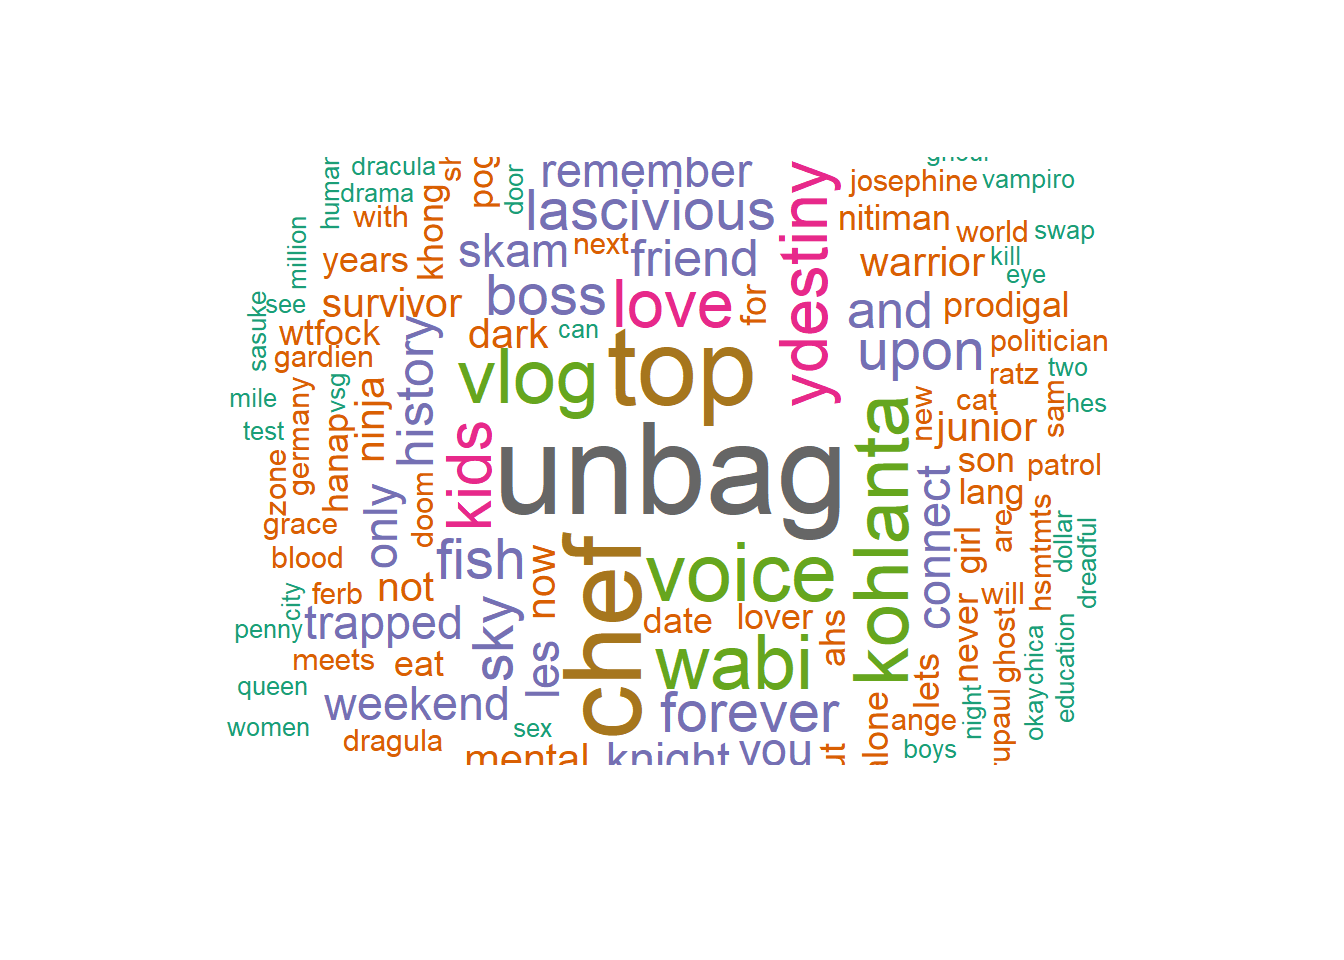 dracula
remember
josephine
vampiro
drama
door
human
with
khong
lascivious
ydestiny
nitiman
world
swap
million
years
skam
next
friend
warrior
kill
eye
see
survivor
boss
love
for
and
prodigal
sasuke
wtfock
dark
can
upon
politician
gardien
history
vlog
top
ratz
two
mile
vsg
ninja
new
cat
sam
hes
test
germany
hanap
kids
unbag
kohlanta
junior
son
patrol
zone
only
doom
connect
lang
grace
hsmtmts
dollar
dreadful
are
girl
blood
fish
chef
voice
now
ferb
not
will
city
penny
trapped
sky
date
lover
ahs
never
ghost
chica
education
meets
eat
les
wabi
lets
queen
weekend
forever
alone
ange
night
rupaul
okay
women
dragula
sex
mental
knight
you
boys